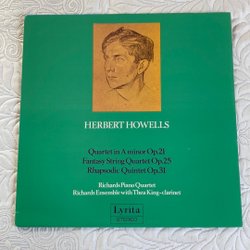 HERBERT HOWELLS
Quartet in A minor Op.21
Fantasy String Quartet Op.25
Rhapsodic Quintet Op.31
Richards Piano Quartet
Richards Ensemble with Thea King-clarinet
Lyrita
STEREO